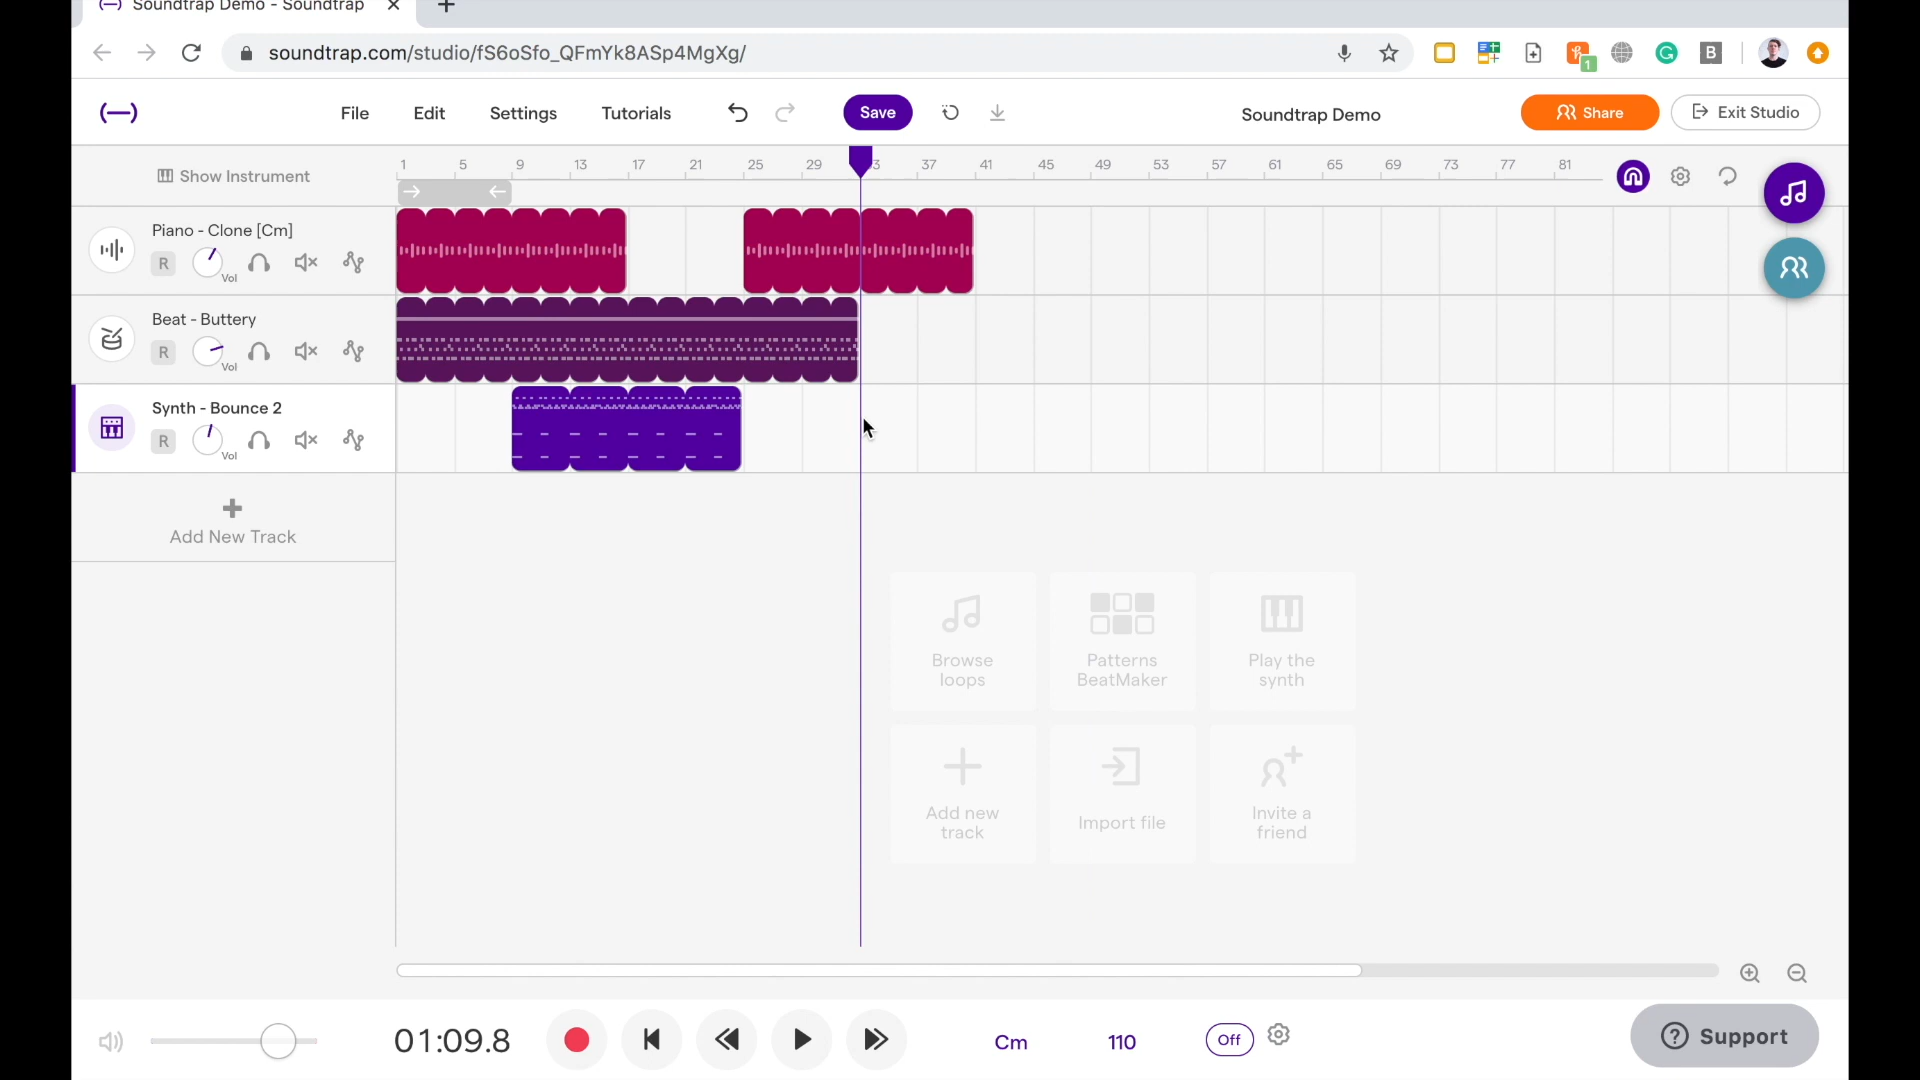 Soundtrap Demo - Soundtrap
soundtrap.com/studio/fS6oSfo_QFmYk8ASp4MgXg/
1
B
File Edit Settings Tutorials Save Soundtrap Demo Share Exit Studio
Show Instrument
1 5 9 13 17 21 25 29 3 37 41 45 49 53 57 61 65 69 73 77 81
Piano - Clone [Cm]
R Vol
Beat - Buttery
R Vol
Synth - Bounce 2
R Vol
Add New Track
Browse
loops
Patterns
BeatMaker
Play the
synth
Add new
track
Import file
Invite a
friend
01:09.8 Cm 110 Off Support